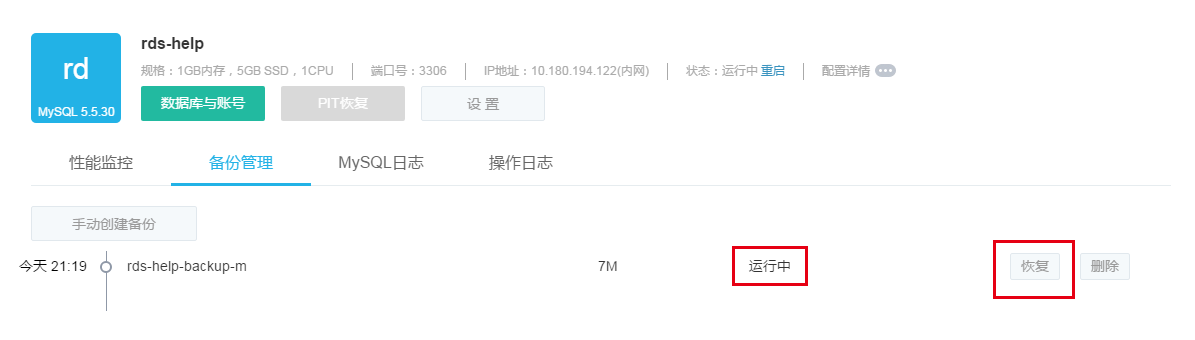 rds-help
rd
MySQL 5.5.30
规格：1GB内存，5GB SSD，1CPU 端口号：3306 IP地址：10.180.194.122(内网) 状态：运行中 重启 配置详情
数据库与账号 PIT恢复 设 置
性能监控 备份管理 MySQL日志 操作日志
手动创建备份
今天 21:19 rds-help-backup-m 7M 运行中 恢复 删除